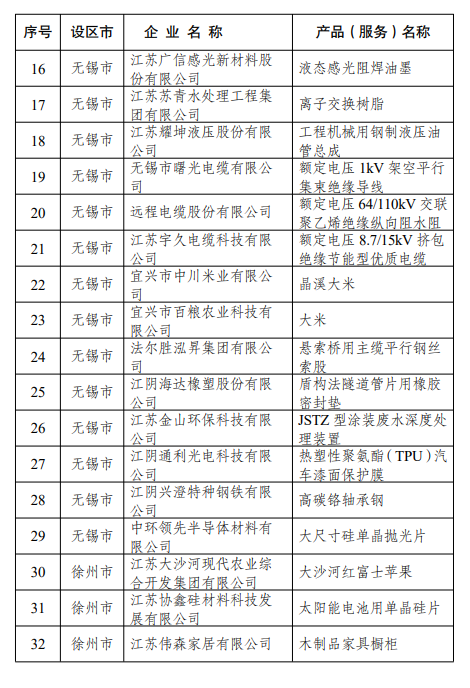 序号 设区市 企业名称 产品（服务）名称
16 无锡市 江苏广信感光新材料股 液态感光阻焊油墨
份有限公司
17 无锡市 江苏苏青水处理工程集 离子交换树脂
团有限公司
18 无锡市 江苏耀坤液压股份有限 工程机械用钢制液压油
公司 管总成
19 无锡市 无锡市曙光电缆有限公 额定电压 1kV 架空平行
司 集束绝缘导线
20 无锡市 远程电缆股份有限公司 额定电压 64/110kV 交联
聚乙烯绝缘纵向阻水阻
21 无锡市 江苏宇久电缆科技有限 额定电压 8.7/15kV 挤包
公司 绝缘节能型优质电缆
22 无锡市 宜兴市中川米业有限公 晶溪大米
司
23 无锡市 宜兴市百粮农业科技有 大米
限公司
24 无锡市 法尔胜泓昇集团有限公 悬索桥用主缆平行钢丝
司 索股
25 无锡市 江阴海达橡塑股份有限 盾构法隧道管片用橡胶
公司 密封垫
26 无锡市 江苏金山环保科技有限 JSTZ 型涂装废水深度处
公司 理装置
27 无锡市 江阴通利光电科技有限 热塑性聚氨酯（TPU）汽
公司 车漆面保护膜
28 无锡市 江阴兴澄特种钢铁有限 高碳铬轴承钢
公司
29 无锡市 中环领先半导体材料有 大尺寸硅单晶抛光片
限公司
30 徐州市 江苏大沙河现代农业综 大沙河红富士苹果
合开发集团有限公司
31 徐州市 江苏协鑫硅材料科技发 太阳能电池用单晶硅片
展有限公司
32 徐州市 江苏伟森家居有限公司 木制品家具橱柜